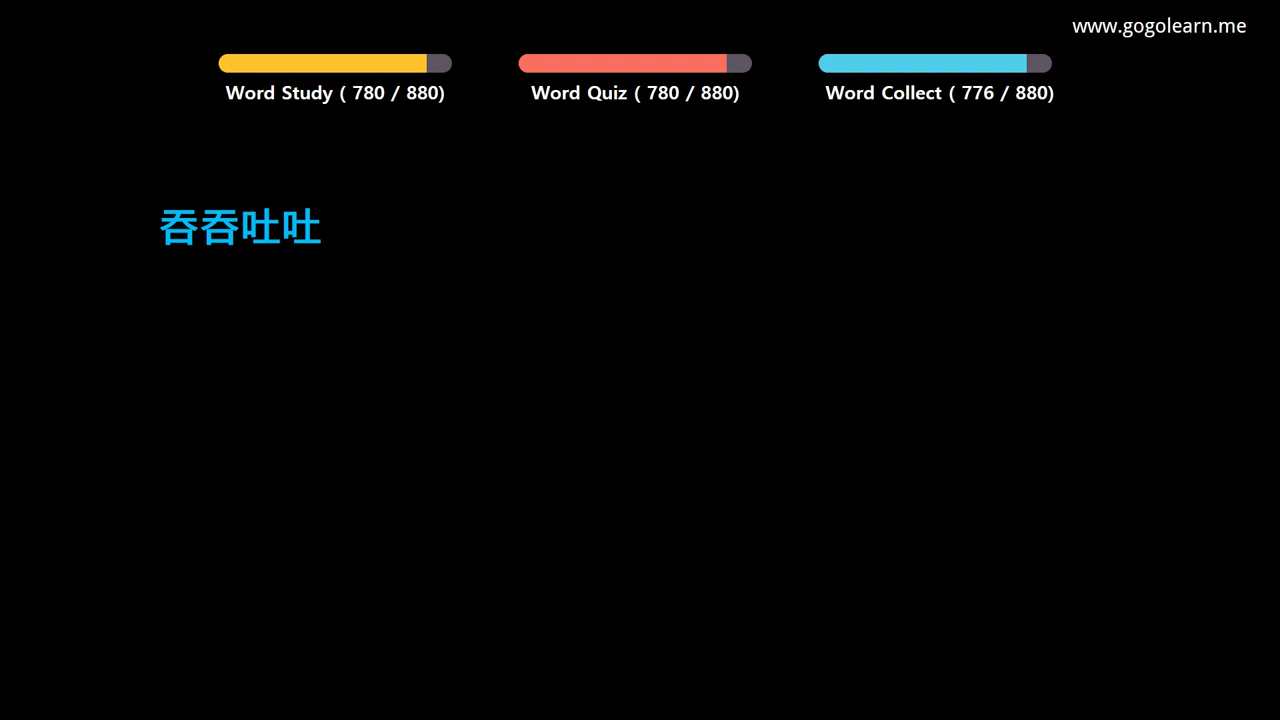 www.gogolearn.me
Word Study ( 780 / 880)
Word Quiz ( 780 / 880)
Word Collect ( 776 / 880)
吞吞吐吐